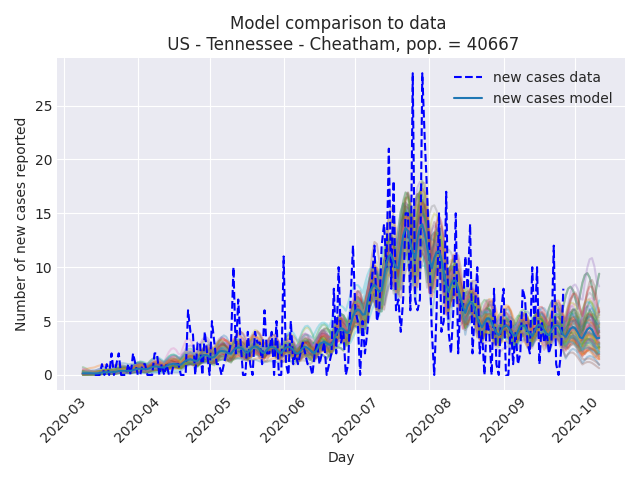 Model comparison to data
US - Tennessee - Cheatham, pop. = 40667
new cases data
new cases model
Number of new cases reported
25
20
15
10
5
0
2020-03
2020-04
2020-05
2020-06
2020-07
2020-08
2020-09
2020-10
Day